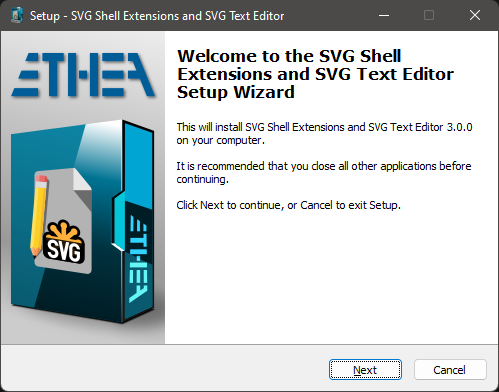 Setup - SVG Shell Extensions and SVG Text Editor
ETHEA
Welcome to the SVG Shell
Extensions and SVG Text Editor
Setup Wizard
This will install SVG Shell Extensions and SVG Text Editor 3.0.0
on your computer.
It is recommended that you close all other applications before
continuing.
Click Next to continue, or Cancel to exit Setup.
SVG
ETHEA
Next
Cancel